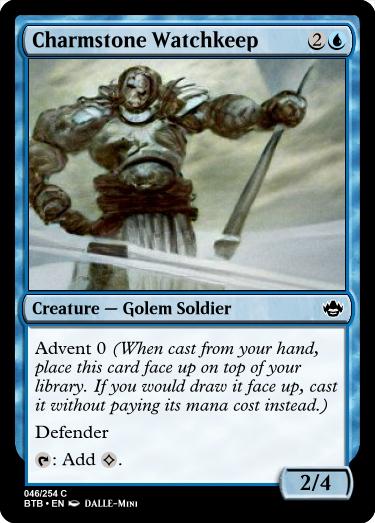 Charmstone Watchkeep 2
Creature — Golem Soldier
Advent 0 (When cast from your hand,
place this card face up on top of your
library. If you would draw it face up, cast
it without paying its mana cost instead.)
Defender
: Add .
2/4
046/254 C
BTB • EN DALLE-Mini